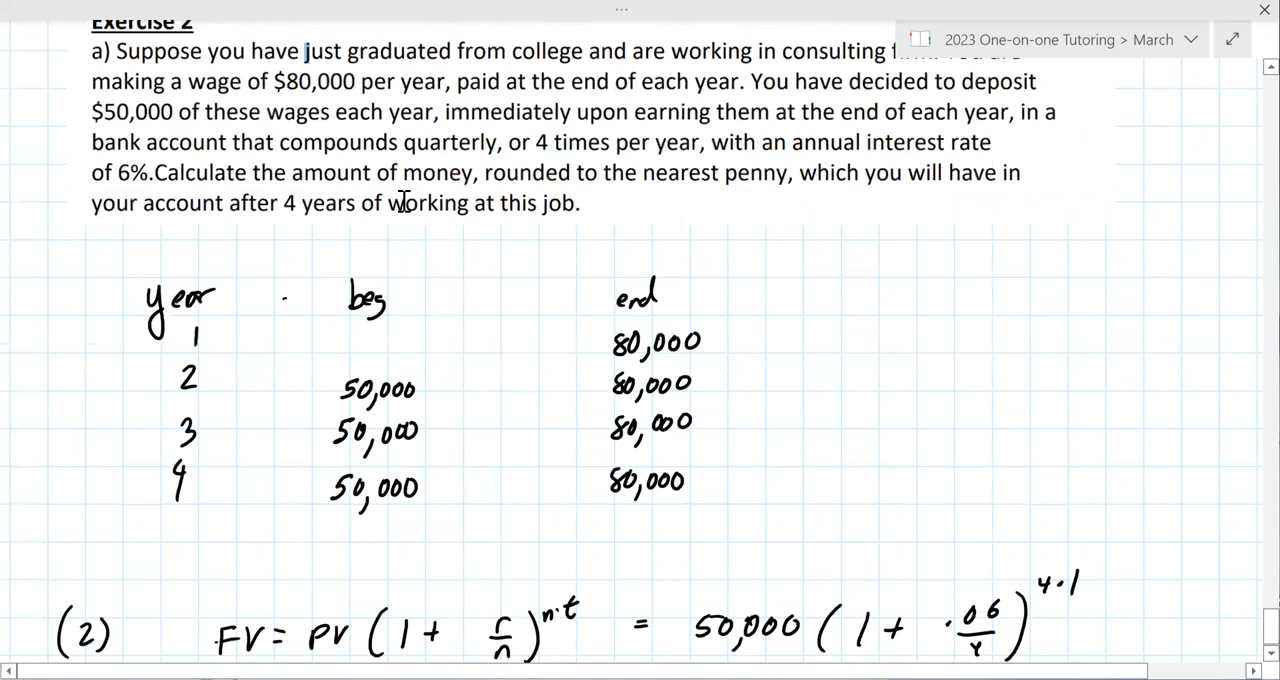 Exercise 2
2023 One-on-one Tutoring > March
a) Suppose you have just graduated from college and are working in consulting
making a wage of $80,000 per year, paid at the end of each year. You have decided to deposit
$50,000 of these wages each year, immediately upon earning them at the end of each year, in a
bank account that compounds quarterly, or 4 times per year, with an annual interest rate
of 6%.Calculate the amount of money, rounded to the nearest penny, which you will have in
your account after 4 years of working at this job.
year beg end
1 80,000
2 50,000 80,000
3 50,000 80,000
4 50,000 80,000
(2) FV = PV (1 + r/n)^n·t = 50,000 (1 + .06/4)^4·1